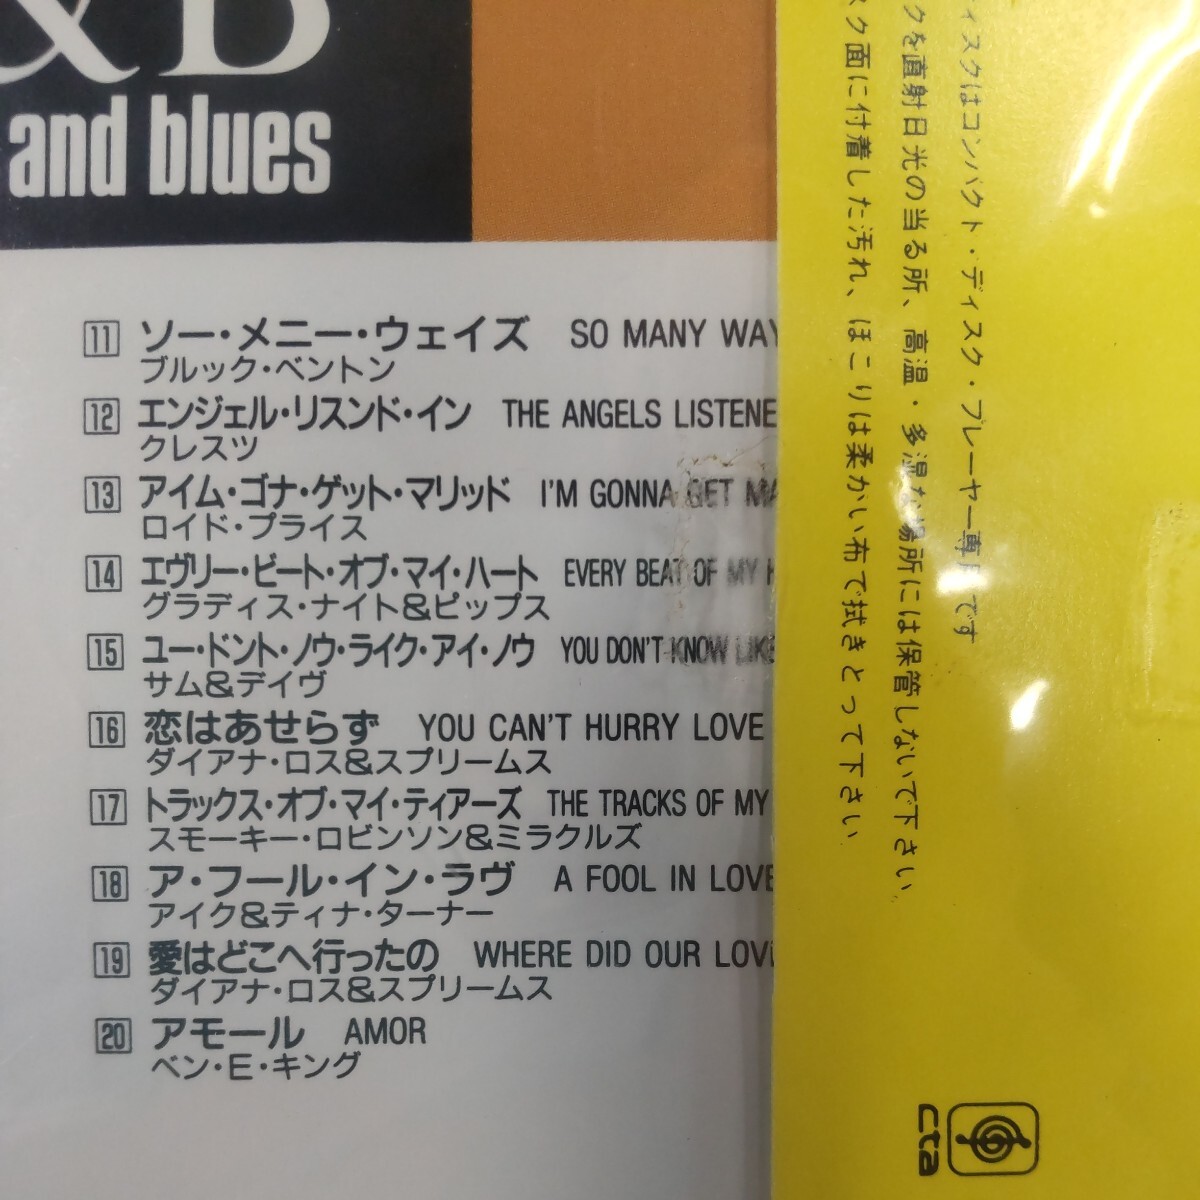 &B
and blues
11 ソー・メニー・ウェイズ SO MANY WAY
ブルック・ベントン
12 エンジェル・リスンド・イン THE ANGELS LISTENE
クレスツ
13 アイム・ゴナ・ゲット・マリッド I'M GONNA GET MA
ロイド・プライス
14 エヴリー・ビート・オブ・マイ・ハート EVERY BEAT OF MY H
グラディス・ナイト&ピップス
15 ユー・ドント・ノウ・ライク・アイ・ノウ YOU DON'T KNOW LIKE
サム&デイヴ
16 恋はあせらず YOU CAN'T HURRY LOVE
ダイアナ・ロス&スプリームス
17 トラックス・オブ・マイ・ティアーズ THE TRACKS OF MY
スモーキー・ロビンソン&ミラクルズ
18 ア・フール・イン・ラヴ A FOOL IN LOVE
アイク&ティナ・ターナー
19 愛はどこへ行ったの WHERE DID OUR LOVE
ダイアナ・ロス&スプリームス
20 アモール AMOR
ベン・E・キング
ディスクはコンパクト・ディスク・プレーヤー専用です
クを直射日光の当る所、高温・多湿な場所には保管しないで下さい、
スク面に付着した汚れ、ほこりは柔かい布で拭きとって下さい
cta